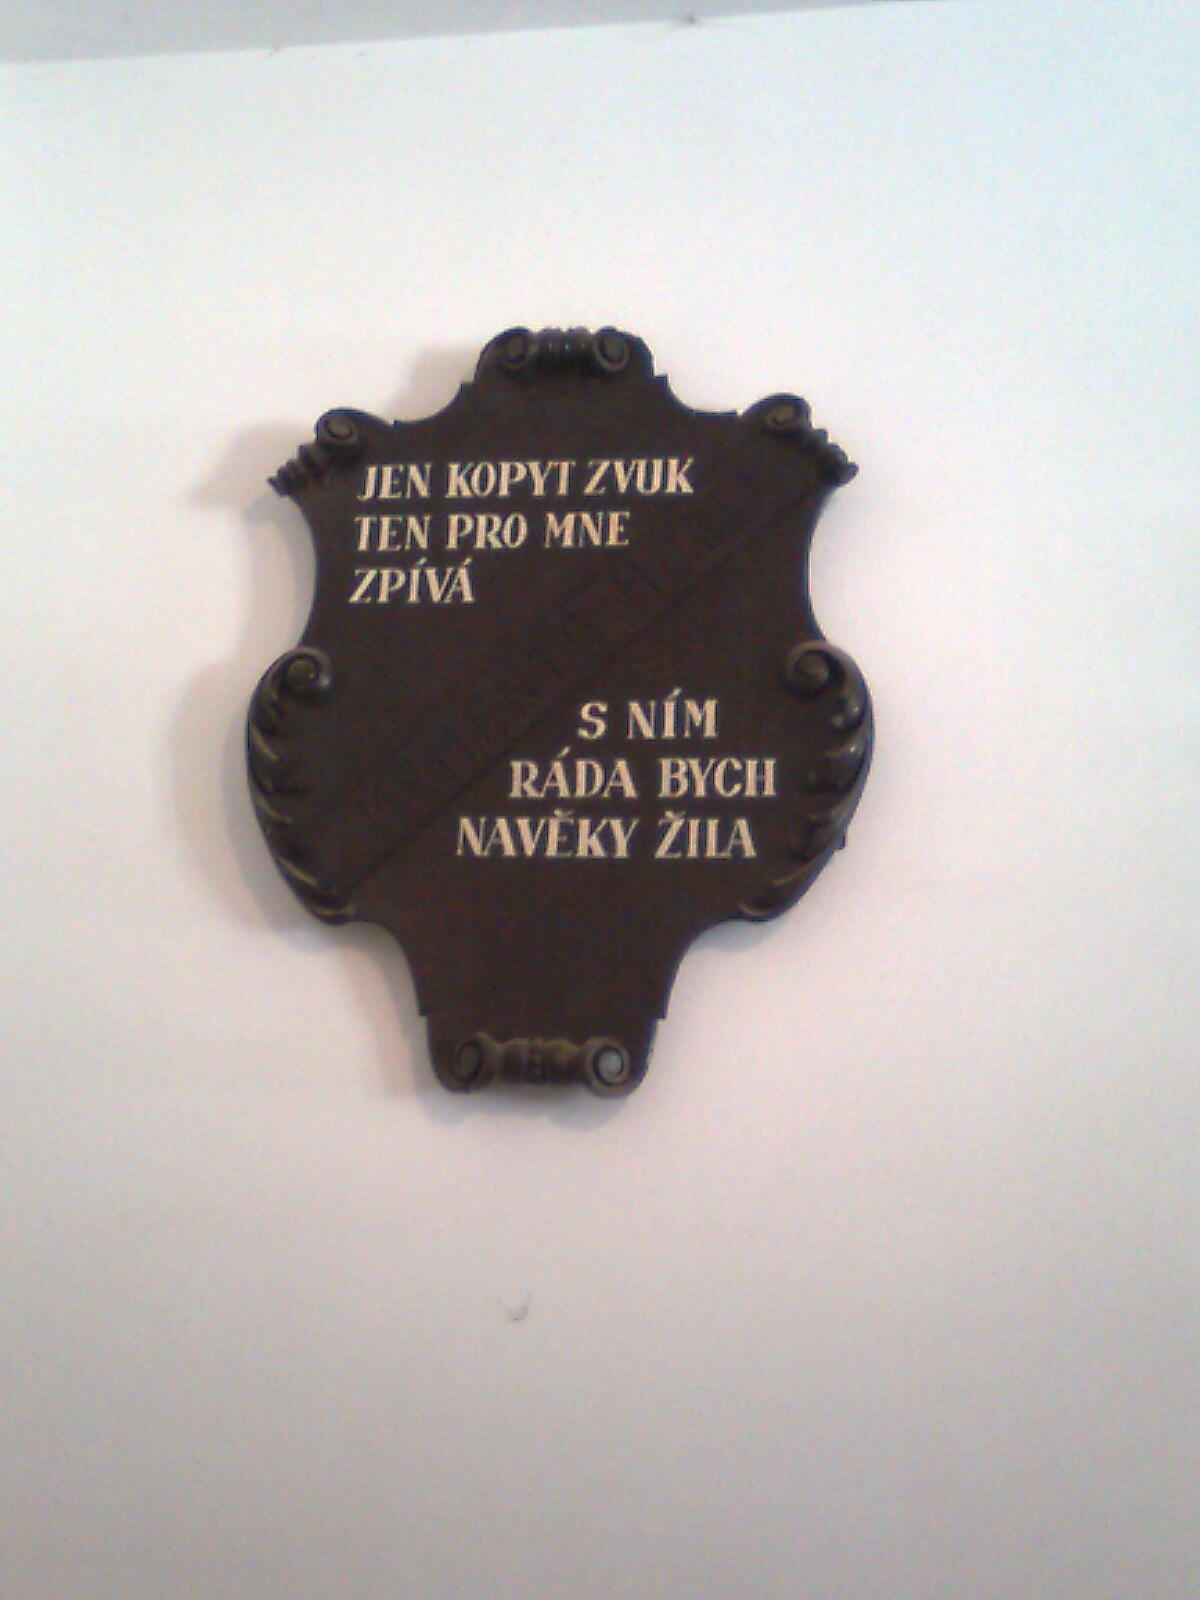 JEN KOPYT ZVUK
TEN PRO MNE
ZPÍVÁ
S NÍM
RÁDA BYCH
NAVĚKY ŽILA